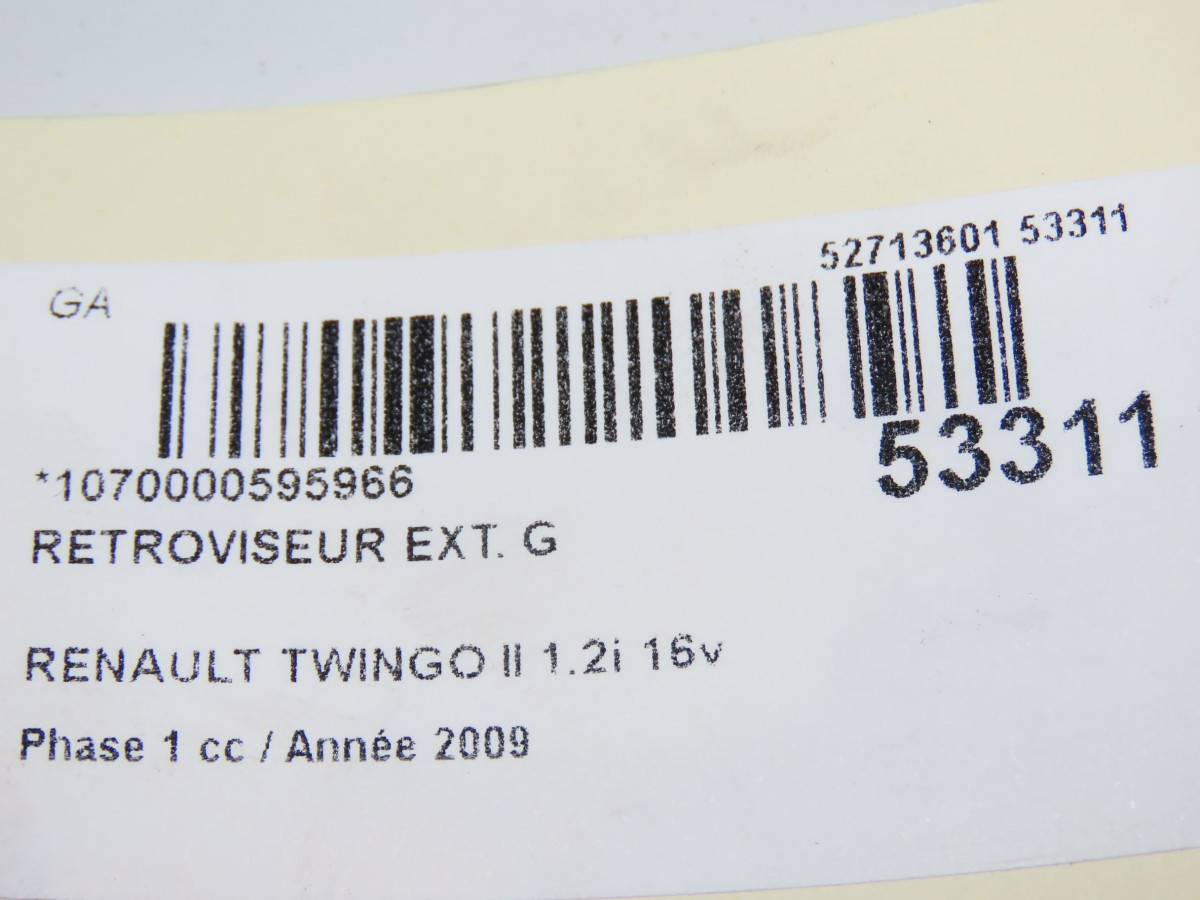 52713601 53311
GA
53311
*1070000595966
RETROVISEUR EXT. G
RENAULT TWINGO II 1.2i 16v
Phase 1 cc / Année 2009